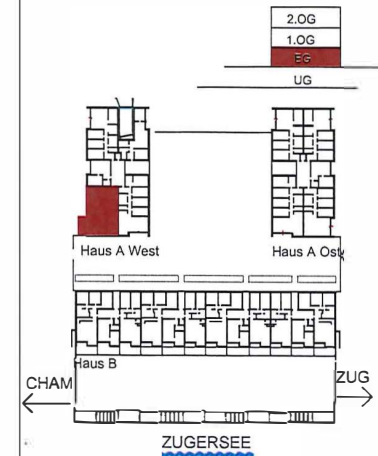 2.OG
1.OG
EG
UG
Haus A West
Haus A Ost
Haus B
CHAM
ZUG
ZUGERSEE